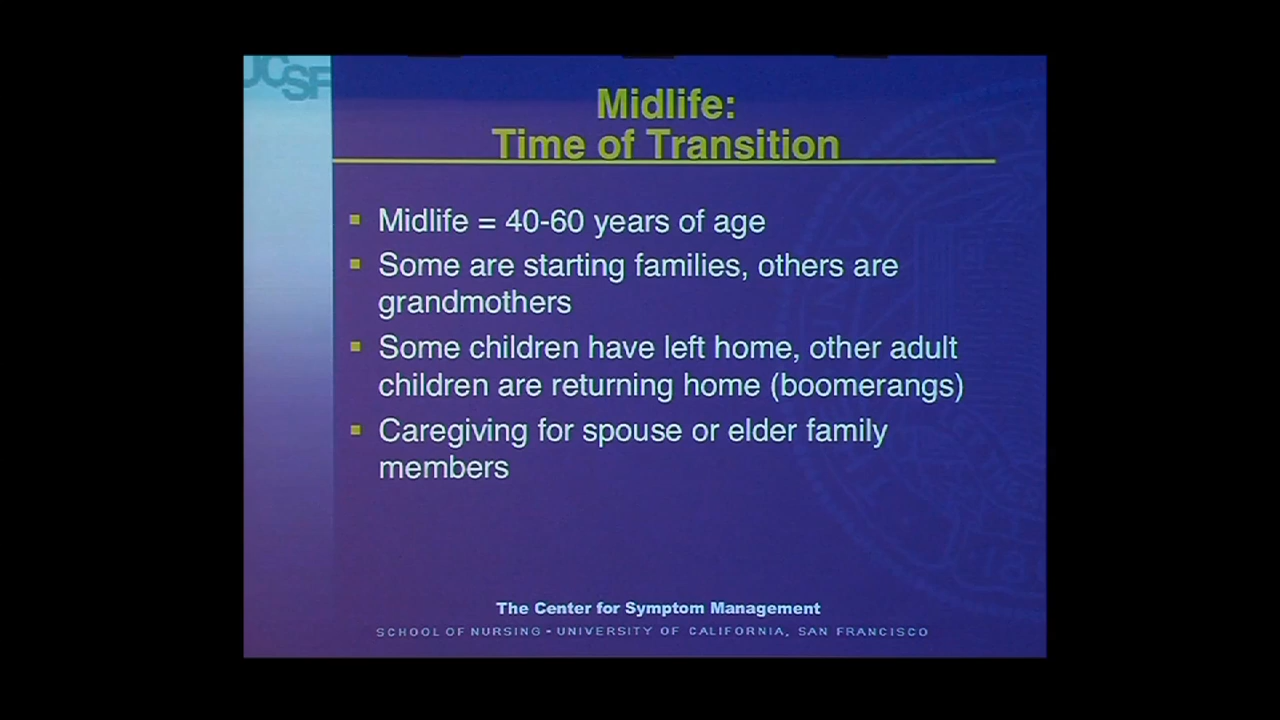 UCSF
Midlife:
Time of Transition
Midlife = 40-60 years of age
Some are starting families, others are
grandmothers
Some children have left home, other adult
children are returning home (boomerangs)
Caregiving for spouse or elder family
members
The Center for Symptom Management
SCHOOL OF NURSING - UNIVERSITY OF CALIFORNIA, SAN FRANCISCO